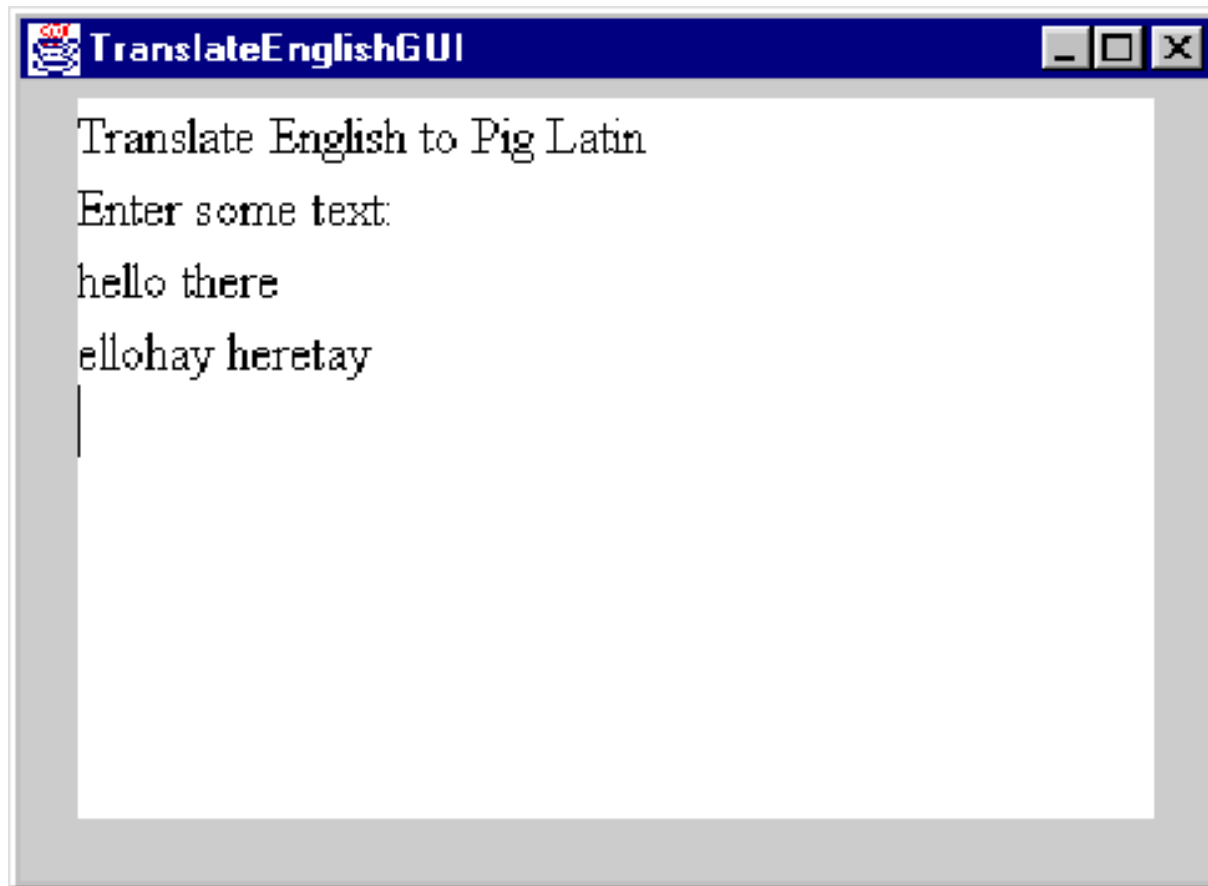 TranslateEnglishGUI
Translate English to Pig Latin
Enter some text:
hello there
ellohay heretay